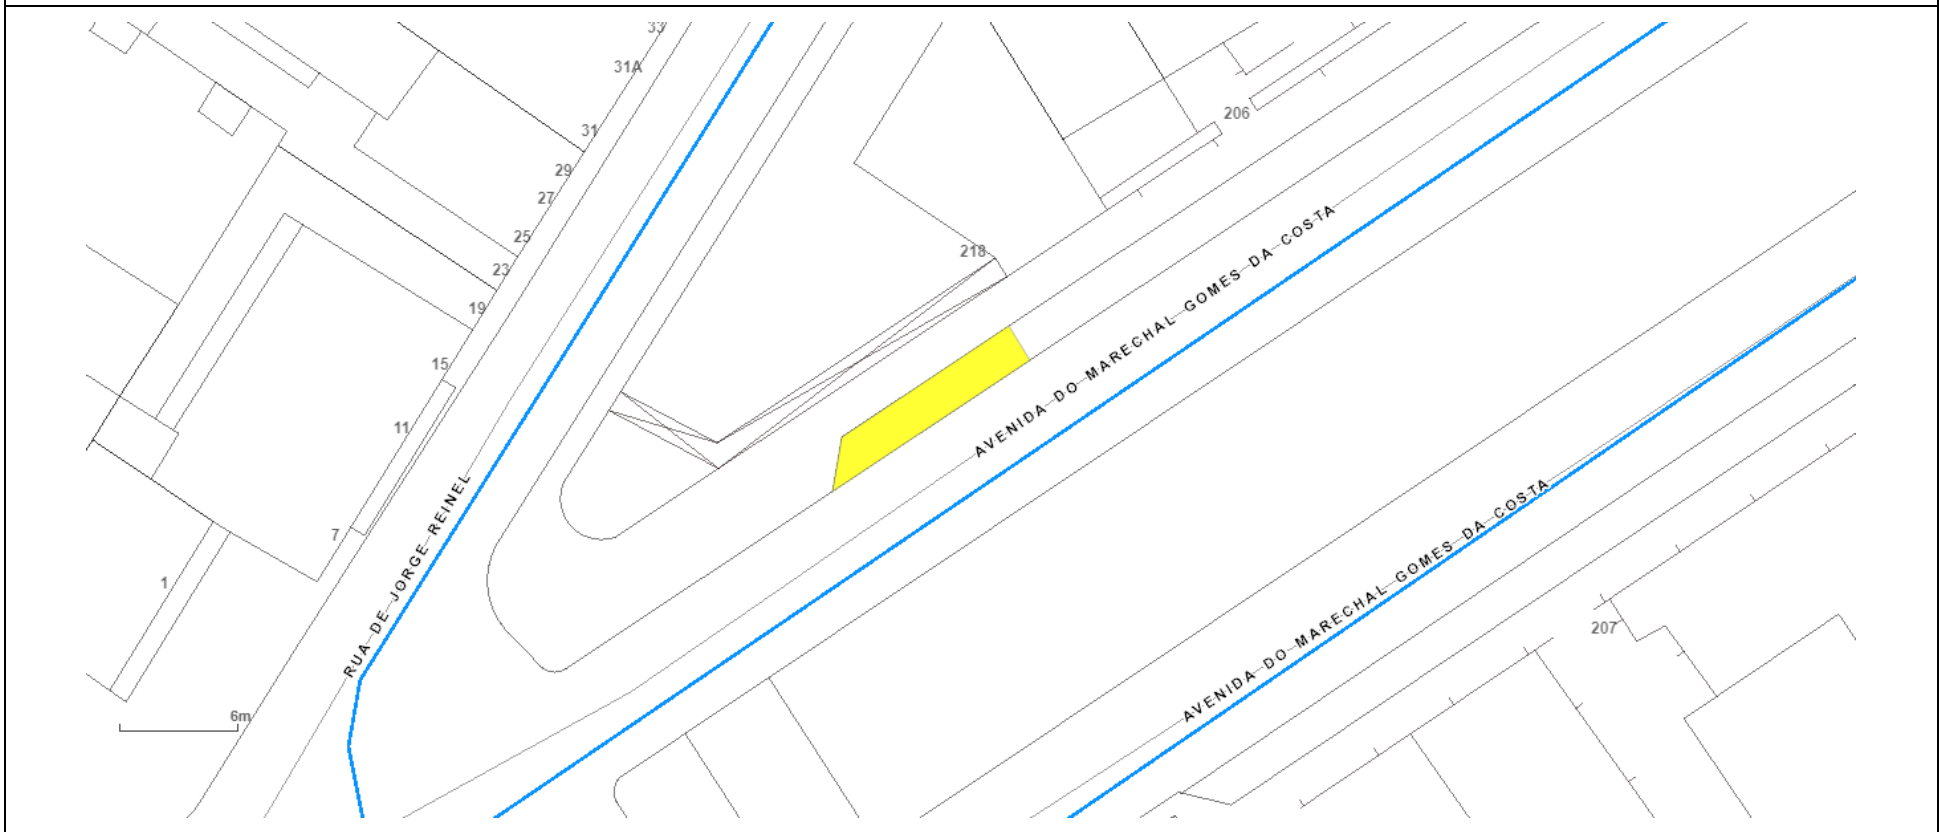 33
31A
31
206
29
27
25
218
23
19
15
11
7
1
6m
RUA DE JORGE REINEL
AVENIDA DO MARECHAL GOMES DA COSTA
AVENIDA DO MARECHAL GOMES DA COSTA
207